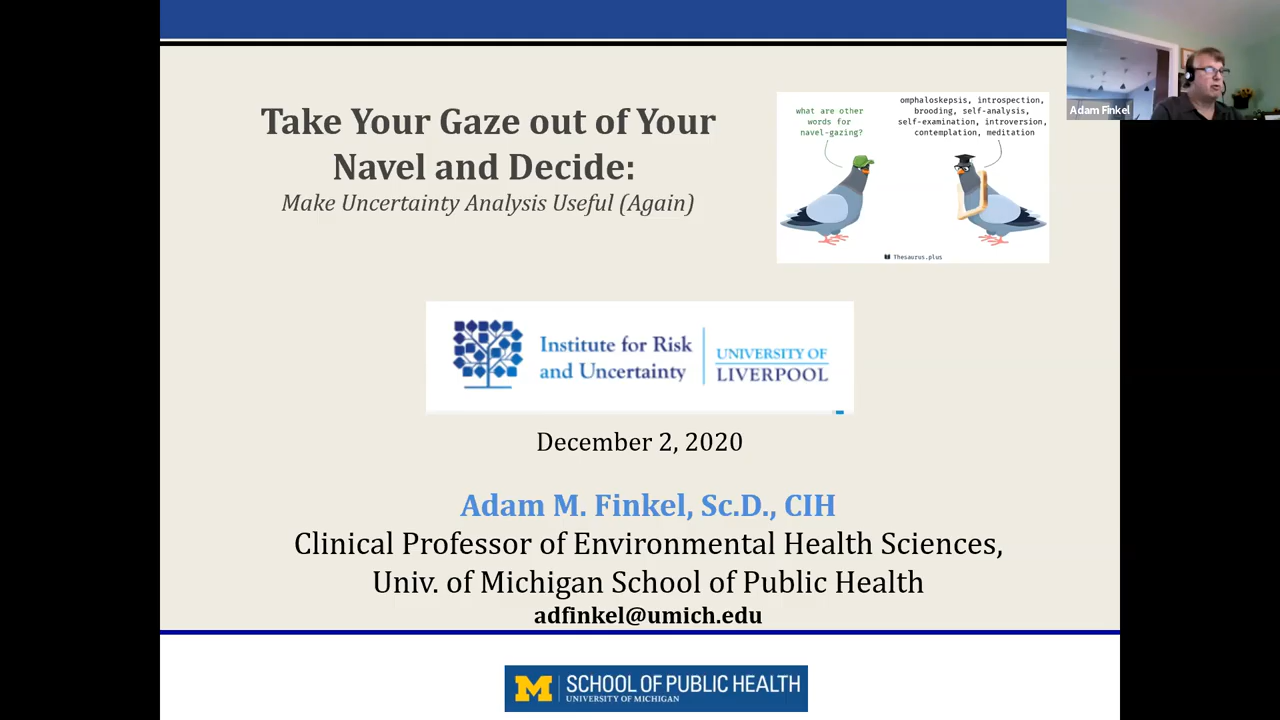 Take Your Gaze out of Your
Navel and Decide:
Make Uncertainty Analysis Useful (Again)
what are other
words for
navel-gazing?
omphaloskepsis, introspection,
brooding, self-analysis,
self-examination, introversion,
contemplation, meditation
Thesaurus.plus
Adam Finkel
Institute for Risk
and Uncertainty
UNIVERSITY OF
LIVERPOOL
December 2, 2020
Adam M. Finkel, Sc.D., CIH
Clinical Professor of Environmental Health Sciences,
Univ. of Michigan School of Public Health
adfinkel@umich.edu
M SCHOOL OF PUBLIC HEALTH
UNIVERSITY OF MICHIGAN